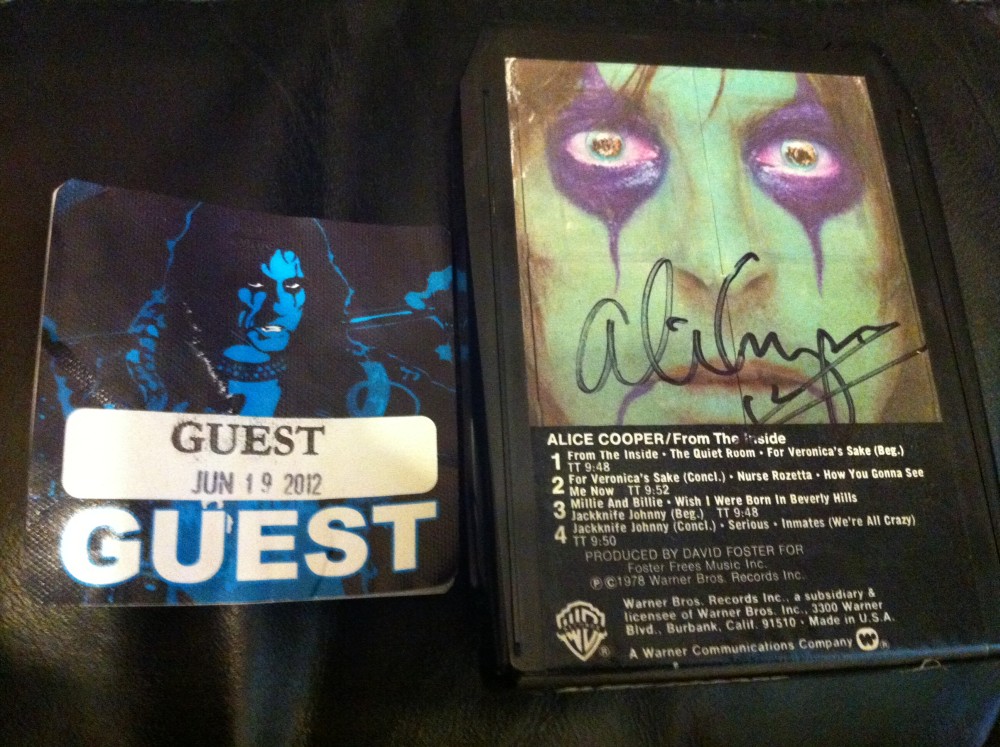 GUEST
JUN 19 2012
GUEST
Alice Cooper
ALICE COOPER/From The Inside
1 From The Inside • The Quiet Room • For Veronica's Sake (Beg.)
TT 9:48
2 For Veronica's Sake (Concl.) • Nurse Rozetta • How You Gonna See
Me Now TT 9:52
3 Millie And Billie • Wish I Were Born In Beverly Hills
Jackknife Johnny (Beg.) TT 9:48
4 Jackknife Johnny (Concl.) • Serious • Inmates (We're All Crazy)
TT 9:50
PRODUCED BY DAVID FOSTER FOR
Foster Frees Music Inc.
℗©1978 Warner Bros. Records Inc.
Warner Bros. Records Inc., a subsidiary &
licensee of Warner Bros. Inc., 3300 Warner
Blvd., Burbank, Calif. 91510 • Made in U.S.A.
A Warner Communications Company ®